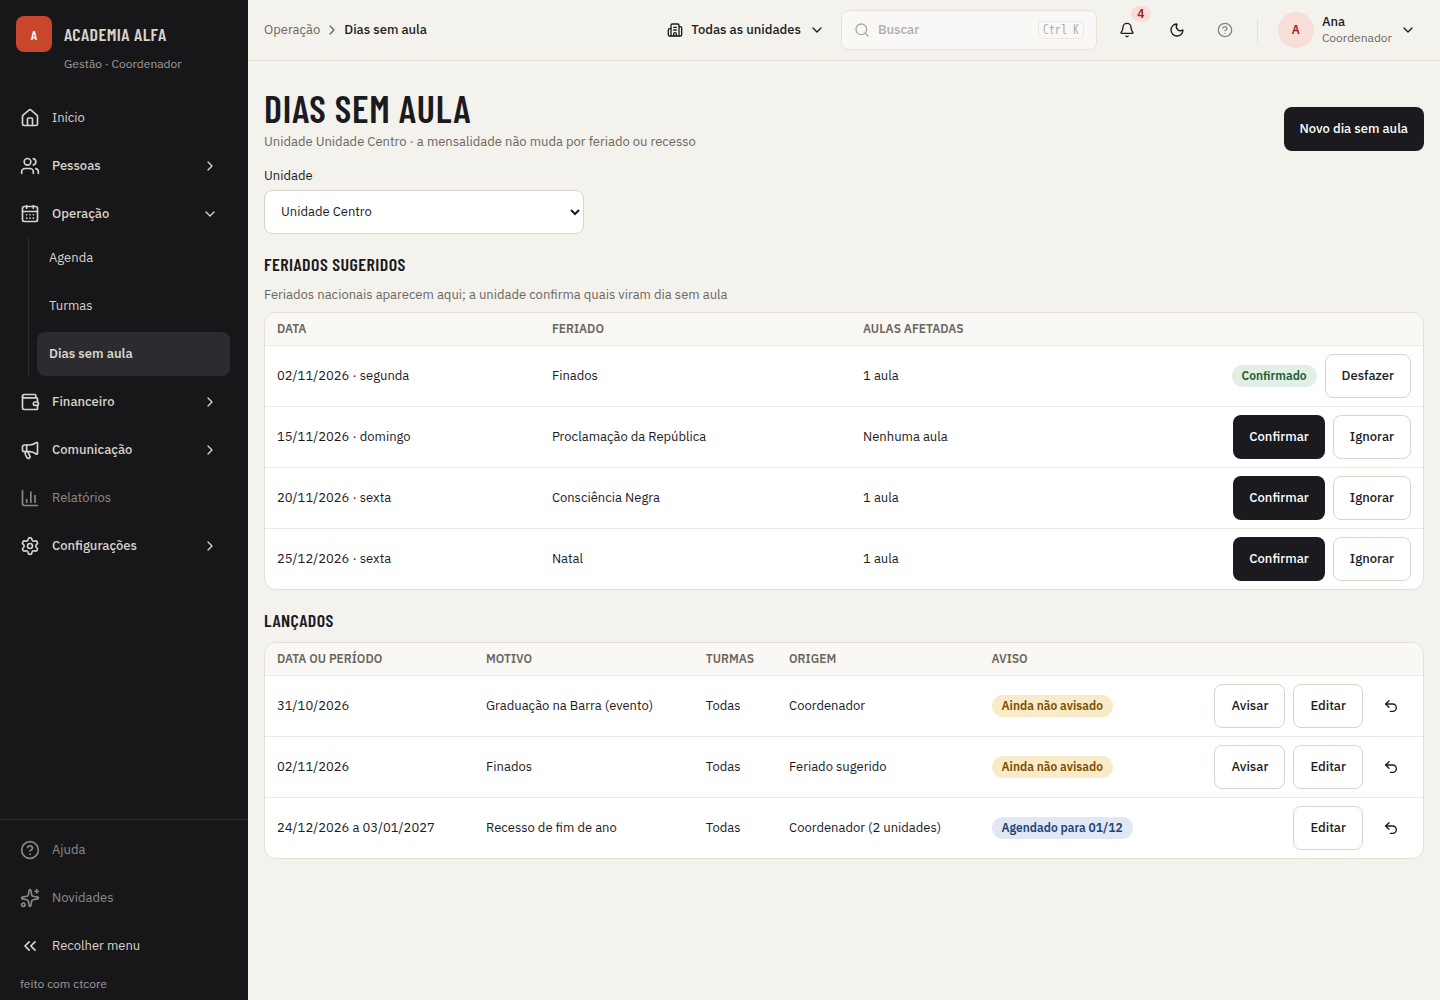 A
ACADEMIA ALFA
Gestão · Coordenador
Início
Pessoas
Operação
Agenda
Turmas
Dias sem aula
Financeiro
Comunicação
Relatórios
Configurações
Ajuda
Novidades
Recolher menu
feito com ctcore
Operação > Dias sem aula
Todas as unidades
Buscar
Ctrl K
4
A
Ana
Coordenador
DIAS SEM AULA
Unidade Unidade Centro · a mensalidade não muda por feriado ou recesso
Novo dia sem aula
Unidade
Unidade Centro
FERIADOS SUGERIDOS
Feriados nacionais aparecem aqui; a unidade confirma quais viram dia sem aula
DATA FERIADO AULAS AFETADAS
02/11/2026 · segunda Finados 1 aula Confirmado Desfazer
15/11/2026 · domingo Proclamação da República Nenhuma aula Confirmar Ignorar
20/11/2026 · sexta Consciência Negra 1 aula Confirmar Ignorar
25/12/2026 · sexta Natal 1 aula Confirmar Ignorar
LANÇADOS
DATA OU PERÍODO MOTIVO TURMAS ORIGEM AVISO
31/10/2026 Graduação na Barra (evento) Todas Coordenador Ainda não avisado Avisar Editar
02/11/2026 Finados Todas Feriado sugerido Ainda não avisado Avisar Editar
24/12/2026 a 03/01/2027 Recesso de fim de ano Todas Coordenador (2 unidades) Agendado para 01/12 Editar